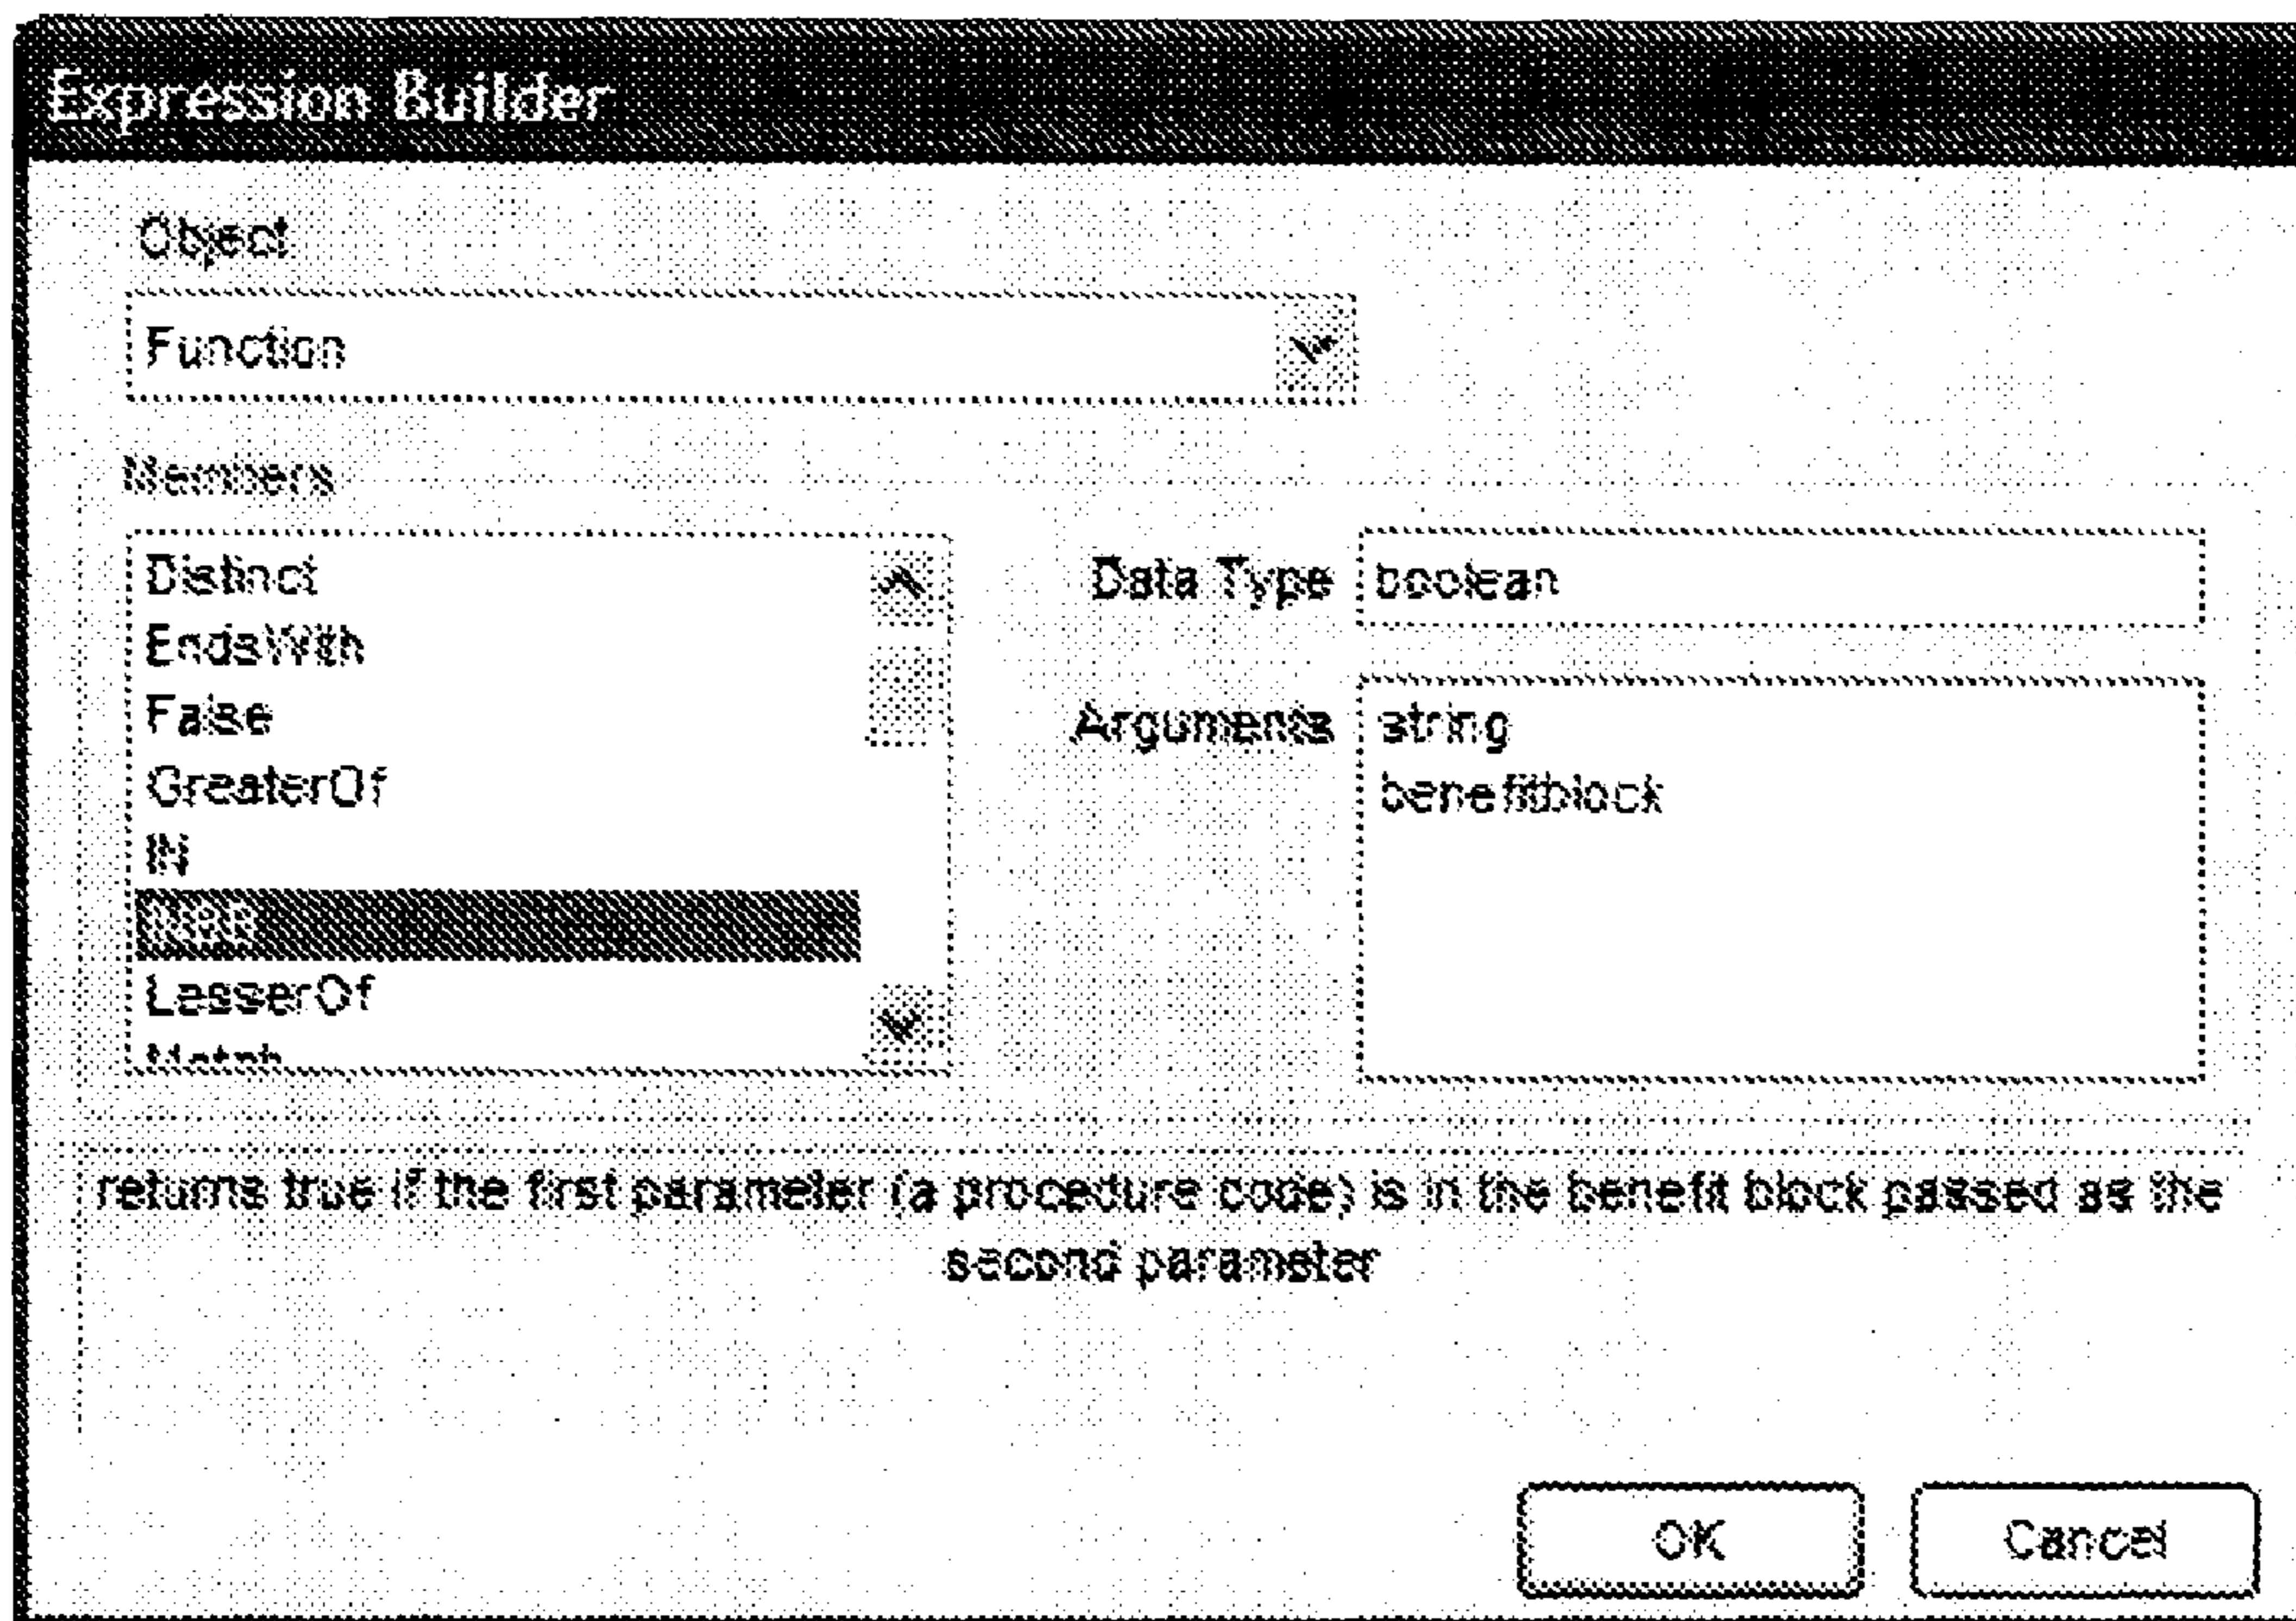 Expression Builder
Object
Function
Members
Distinct
EndsWith
False
GreaterOf
IN
LesserOf
Match
Data Type boolean
Arguments string
benefitblock
returns true if the first parameter (a procedure code) is in the benefit block passed as the
second parameter
OK Cancel